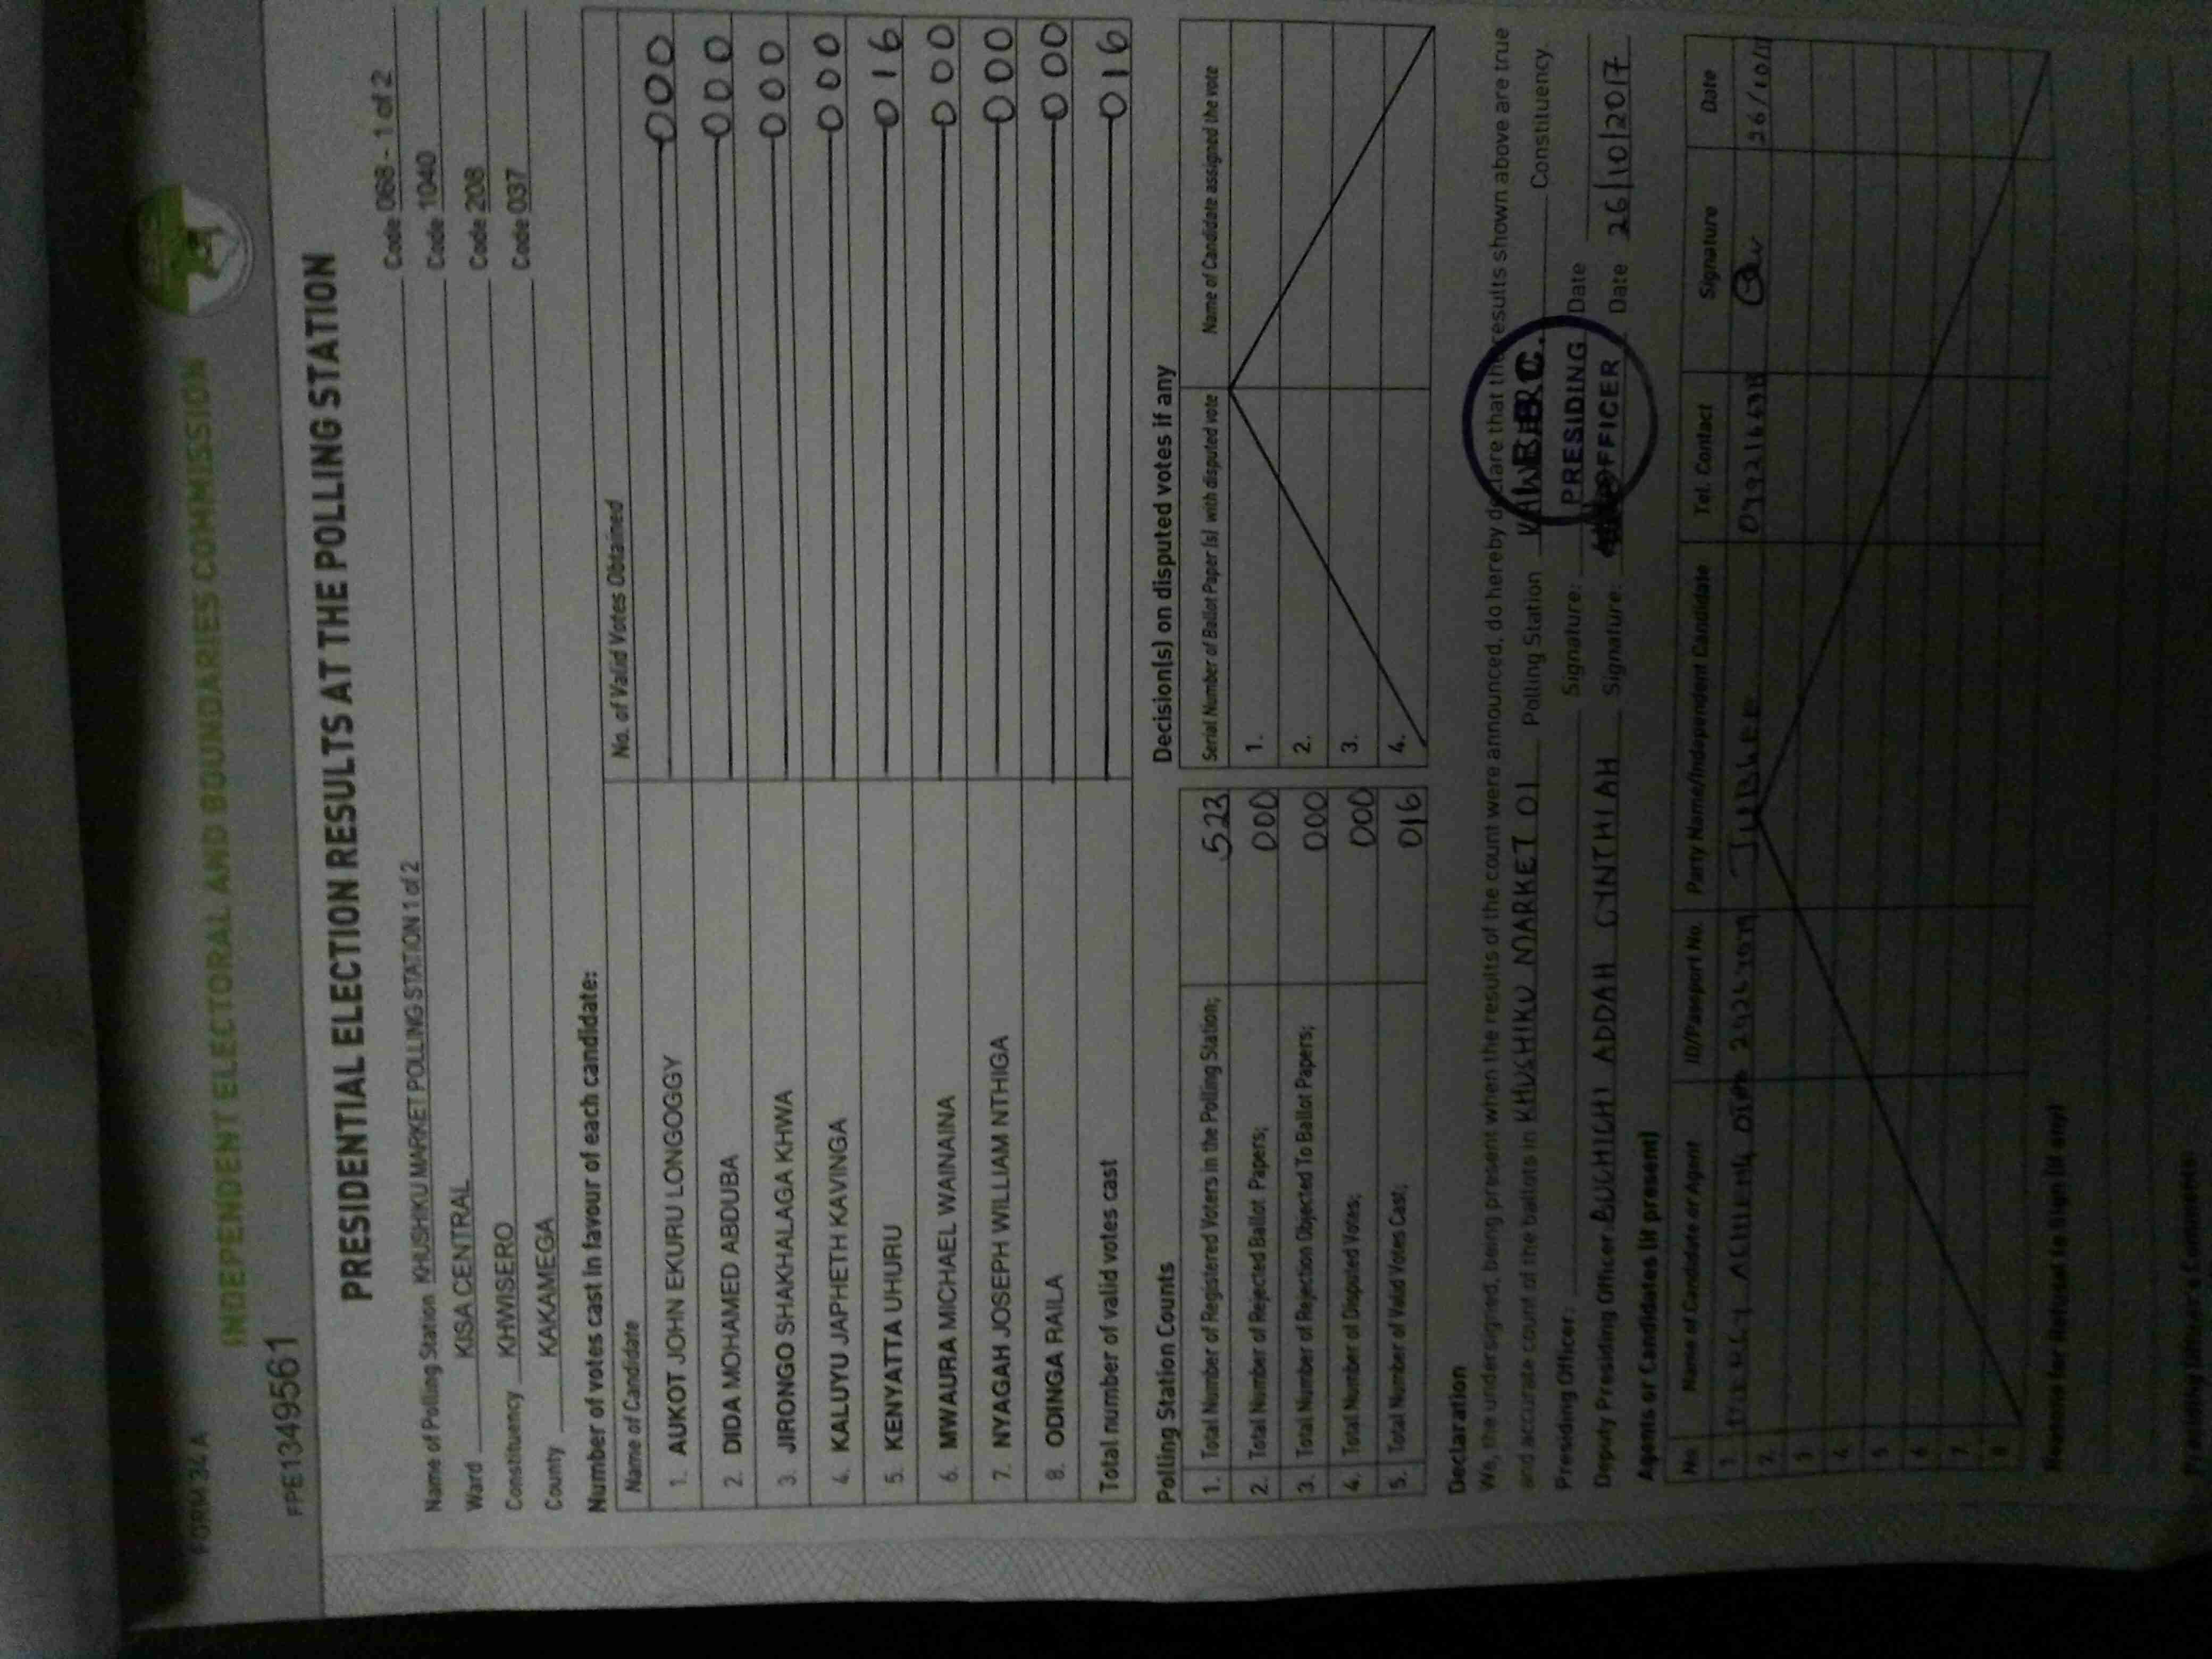 FORM 34 A
INDEPENDENT ELECTORAL AND BOUNDARIES COMMISSION
FPE1349561
PRESIDENTIAL ELECTION RESULTS AT THE POLLING STATION
Name of Polling Station KHUSHIKU MARKET POLLING STATION 1 of 2 Code 068 - 1 of 2
Ward KISA CENTRAL Code 1040
Constituency KHWISERO Code 208
County KAKAMEGA Code 037
Number of votes cast in favour of each candidate:
Name of Candidate No. of Valid Votes Obtained
1. AUKOT JOHN EKURU LONGOGGY 000
2. DIDA MOHAMED ABDUBA 000
3. JIRONGO SHAKHALAGA KHWA 000
4. KALUYU JAPHETH KAVINGA 000
5. KENYATTA UHURU 016
6. MWAURA MICHAEL WAINAINA 000
7. NYAGAH JOSEPH WILLIAM NTHIGA 000
8. ODINGA RAILA 000
Total number of valid votes cast 016
Polling Station Counts
1. Total Number of Registered Voters in the Polling Station; 522
2. Total Number of Rejected Ballot Papers; 000
3. Total Number of Rejection Objected To Ballot Papers; 000
4. Total Number of Disputed Votes; 000
5. Total Number of Valid Votes Cast; 016
Decision(s) on disputed votes if any
Serial Number of Ballot Paper (s) with disputed vote Name of Candidate assigned the vote
1.
2.
3.
4.
Declaration
We, the undersigned, being present when the results of the count were announced, do hereby declare that the results shown above are true
and accurate count of the ballots in KHUSHIKU MARKET 01 Polling Station Constituency.
Presiding Officer: Signature: Date
Deputy Presiding Officer BUCHICHI ADDAH CYNTHIAH Signature: Date 26/10/2017
PRESIDING
OFFICER
Agents or Candidates (if present)
No. Name of Candidate or Agent ID/Passport No. Party Name/Independent Candidate Tel. Contact Signature Date
1. JUBILEE
2.
3
4
5
6
7
8
Reasons for Refusal to Sign (if any)
Presiding Officer's Comments: